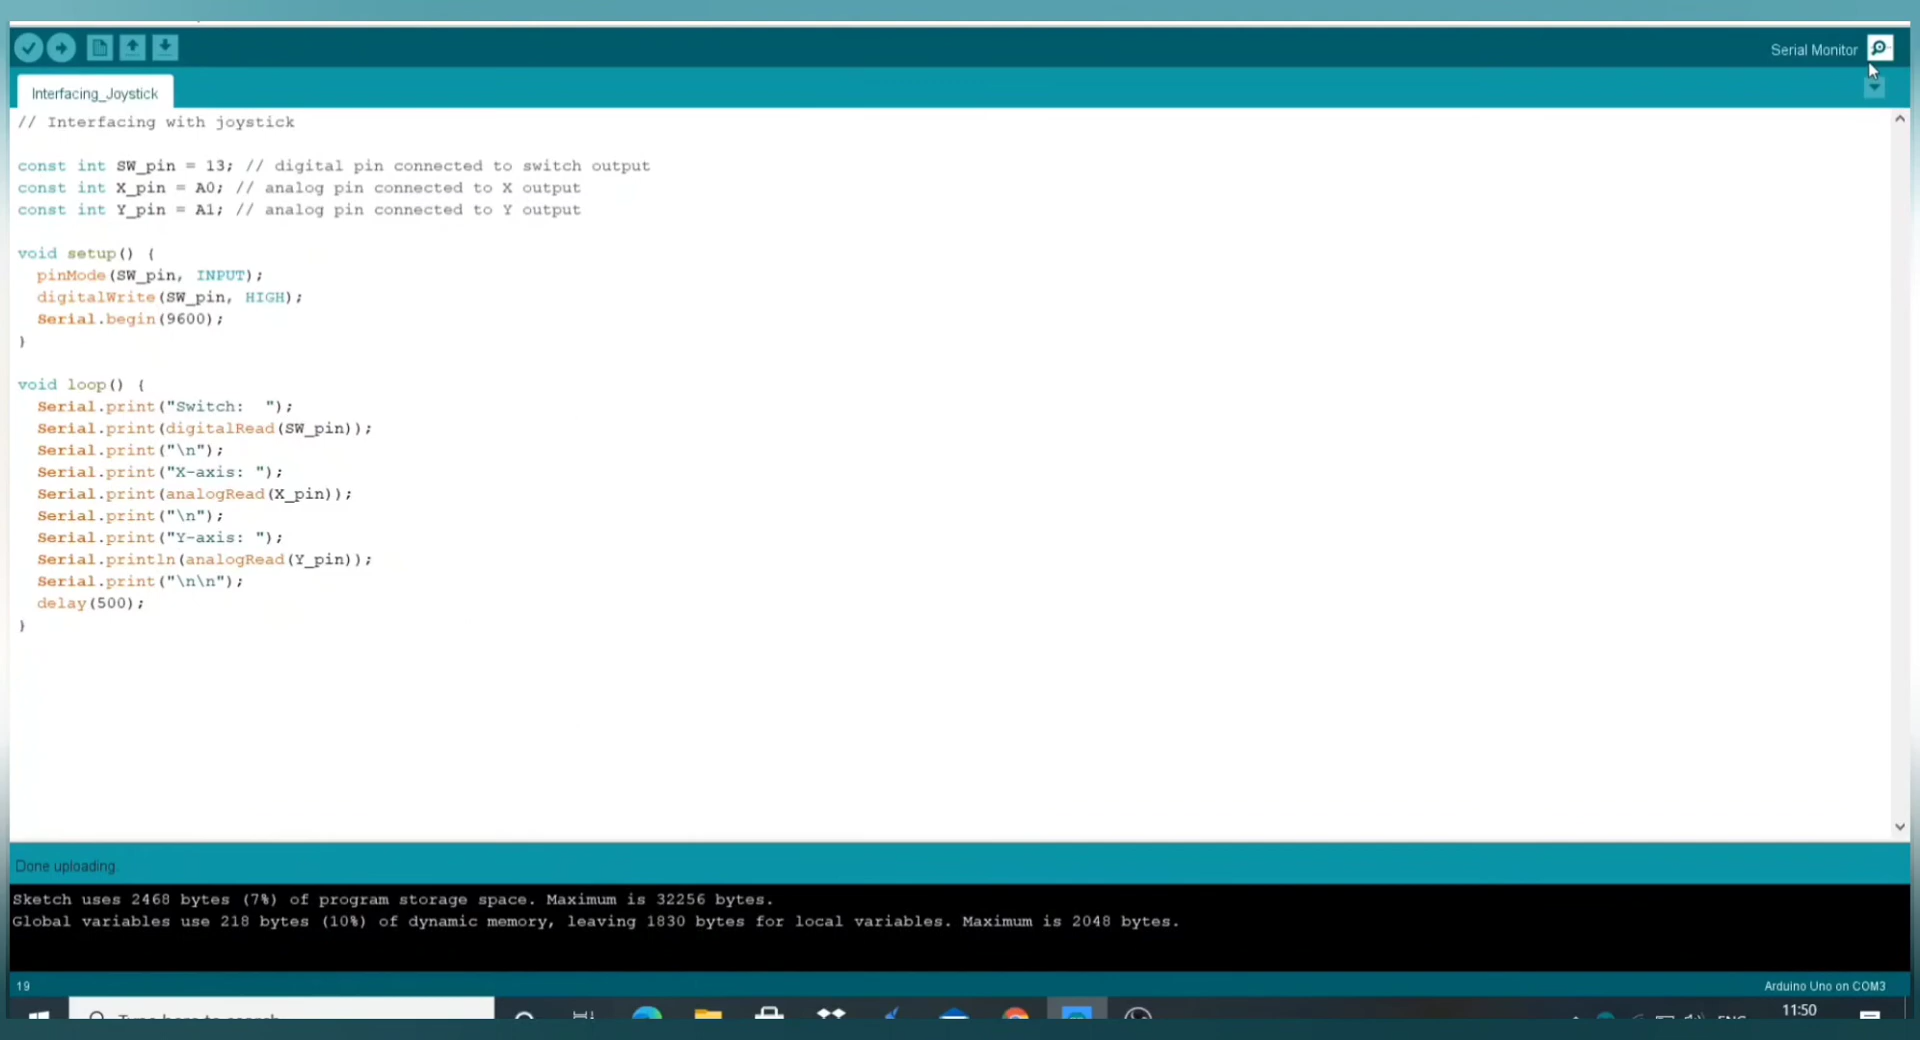 Serial Monitor
Interfacing_Joystick
// Interfacing with joystick
const int SW_pin = 13; // digital pin connected to switch output
const int X_pin = A0; // analog pin connected to X output
const int Y_pin = A1; // analog pin connected to Y output
void setup() {
  pinMode(SW_pin, INPUT);
  digitalWrite(SW_pin, HIGH);
  Serial.begin(9600);
}
void loop() {
  Serial.print("Switch:  ");
  Serial.print(digitalRead(SW_pin));
  Serial.print("\n");
  Serial.print("X-axis: ");
  Serial.print(analogRead(X_pin));
  Serial.print("\n");
  Serial.print("Y-axis: ");
  Serial.println(analogRead(Y_pin));
  Serial.print("\n\n");
  delay(500);
}
Done uploading.
Sketch uses 2468 bytes (7%) of program storage space. Maximum is 32256 bytes.
Global variables use 218 bytes (10%) of dynamic memory, leaving 1830 bytes for local variables. Maximum is 2048 bytes.
19
Arduino Uno on COM3
Type here to search
ENG
11:50